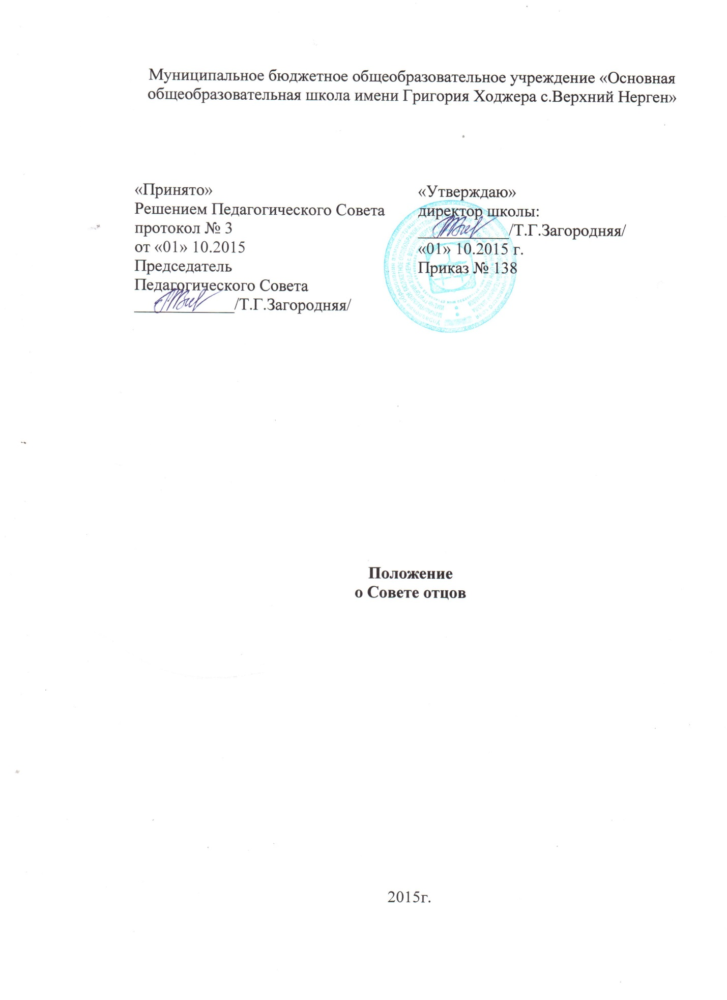 Муниципальное бюджетное общеобразовательное учреждение «Основная
общеобразовательная школа имени Григория Ходжера с.Верхний Нерген»
«Принято»
Решением Педагогического Совета
протокол № 3
от «01» 10.2015
Председатель
Педагогического Совета
____________/Т.Г.Загородняя/
«Утверждаю»
директор школы:
___________/Т.Г.Загородняя/
«01» 10.2015 г.
Приказ № 138
Положение
о Совете отцов
2015г.